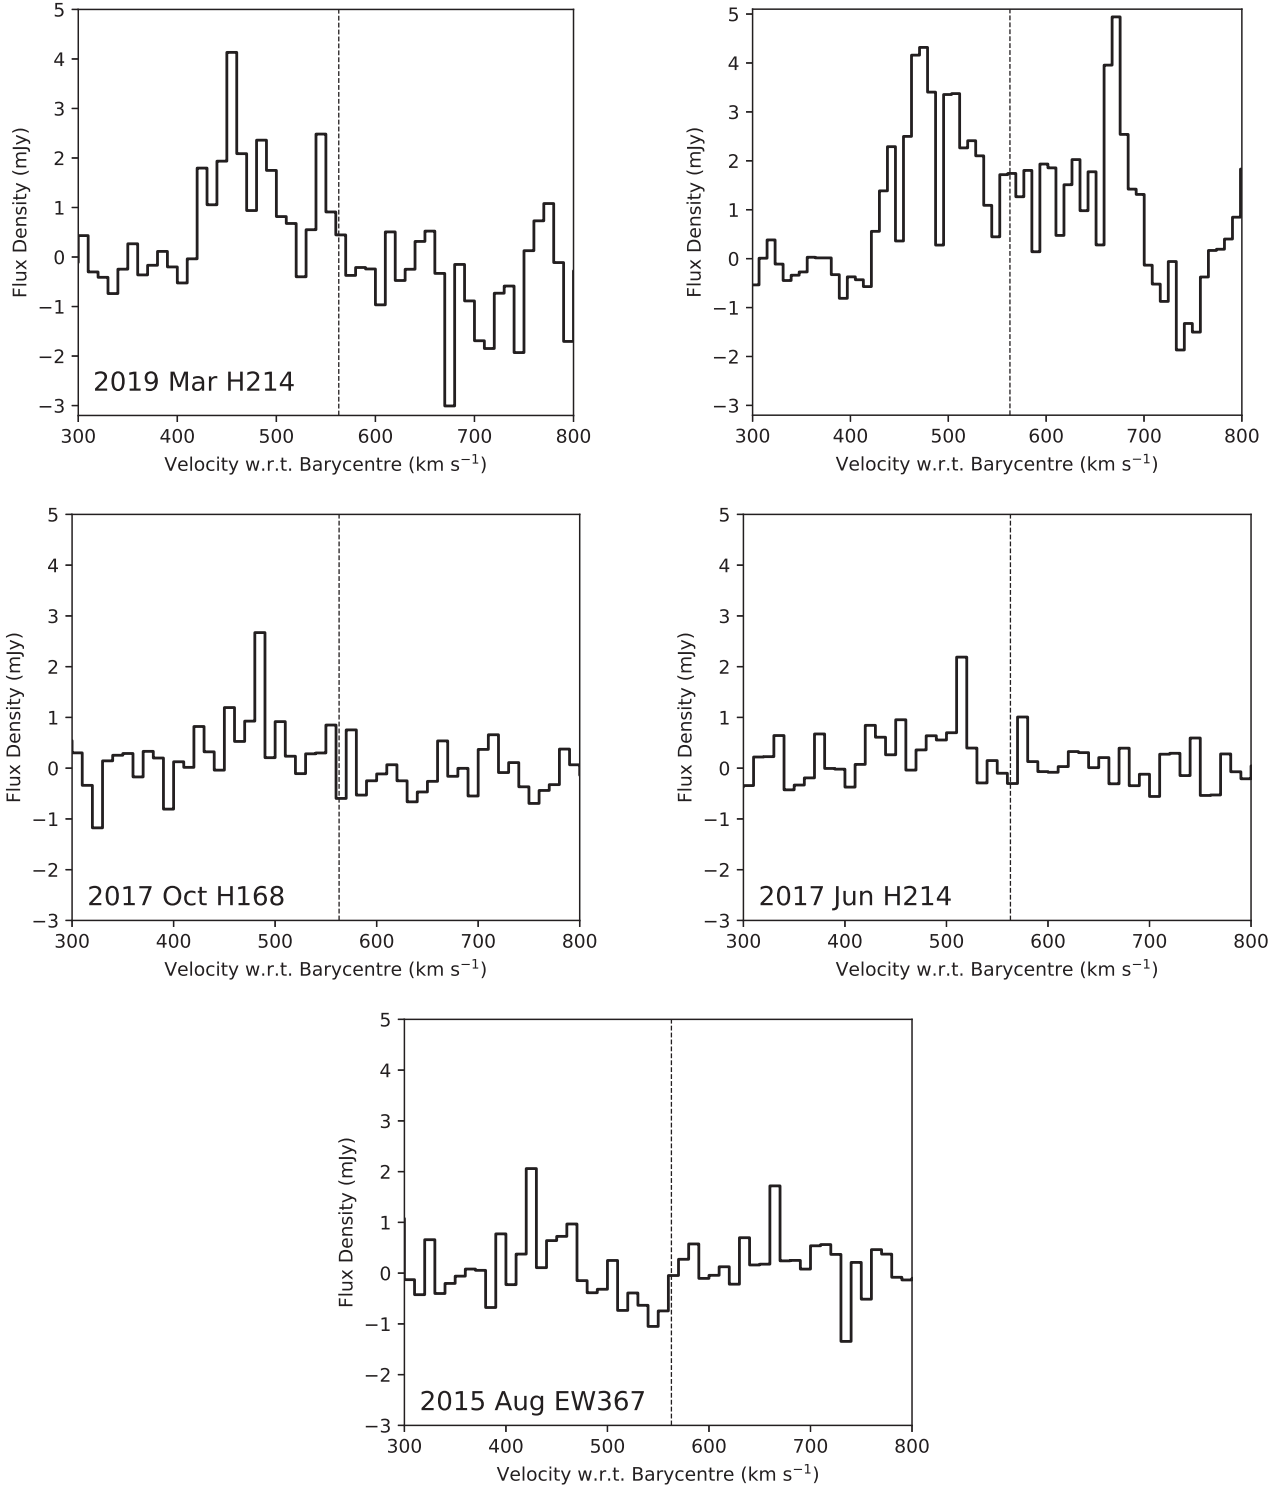 5
4
3
2
1
0
−1
−2
−3
Flux Density (mJy)
2019 Mar H214
300 400 500 600 700 800
Velocity w.r.t. Barycentre (km s⁻¹)
5
4
3
2
1
0
−1
−2
−3
Flux Density (mJy)
300 400 500 600 700 800
Velocity w.r.t. Barycentre (km s⁻¹)
5
4
3
2
1
0
−1
−2
−3
Flux Density (mJy)
2017 Oct H168
300 400 500 600 700 800
Velocity w.r.t. Barycentre (km s⁻¹)
5
4
3
2
1
0
−1
−2
−3
Flux Density (mJy)
2017 Jun H214
300 400 500 600 700 800
Velocity w.r.t. Barycentre (km s⁻¹)
5
4
3
2
1
0
−1
−2
−3
Flux Density (mJy)
2015 Aug EW367
300 400 500 600 700 800
Velocity w.r.t. Barycentre (km s⁻¹)